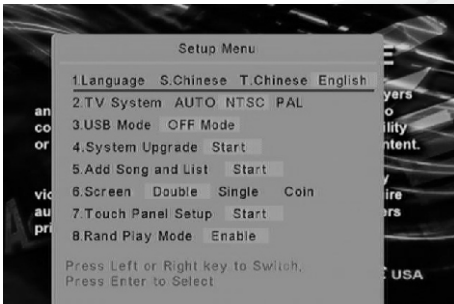 Setup Menu
1.Language S.Chinese T.Chinese English
2.TV System AUTO NTSC PAL
3.USB Mode OFF Mode
4.System Upgrade Start
5.Add Song and List Start
6.Screen Double Single Coin
7.Touch Panel Setup Start
8.Rand Play Mode Enable
Press Left or Right key to Switch,
Press Enter to Select
USA